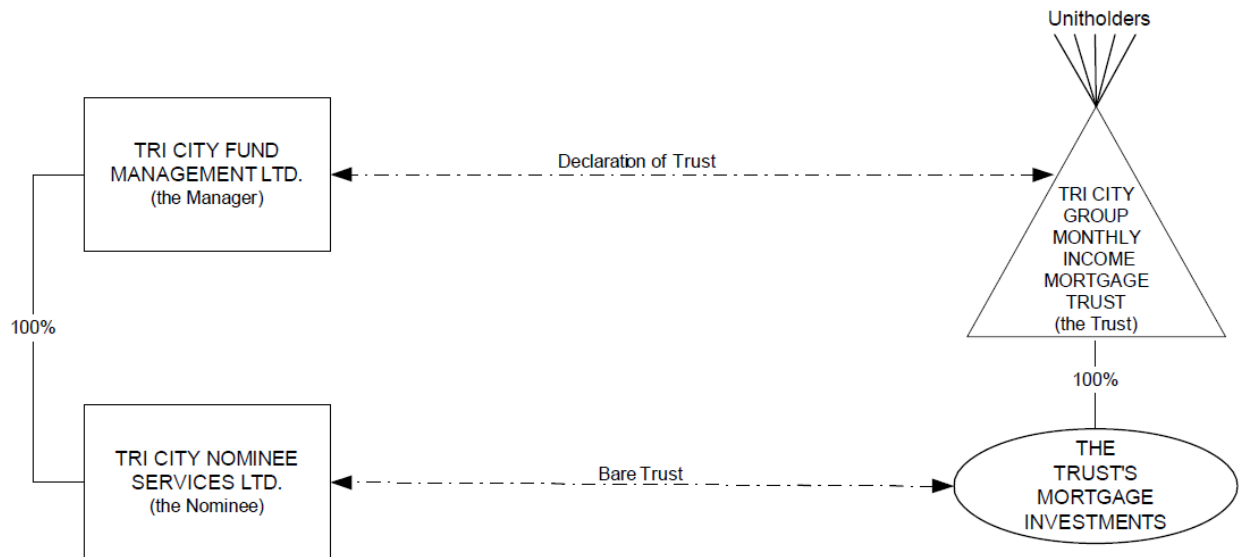 Unitholders
TRI CITY FUND
MANAGEMENT LTD.
(the Manager)
Declaration of Trust
TRI CITY
GROUP
MONTHLY
INCOME
MORTGAGE
TRUST
(the Trust)
100%
100%
TRI CITY NOMINEE
SERVICES LTD.
(the Nominee)
Bare Trust
THE
TRUST'S
MORTGAGE
INVESTMENTS